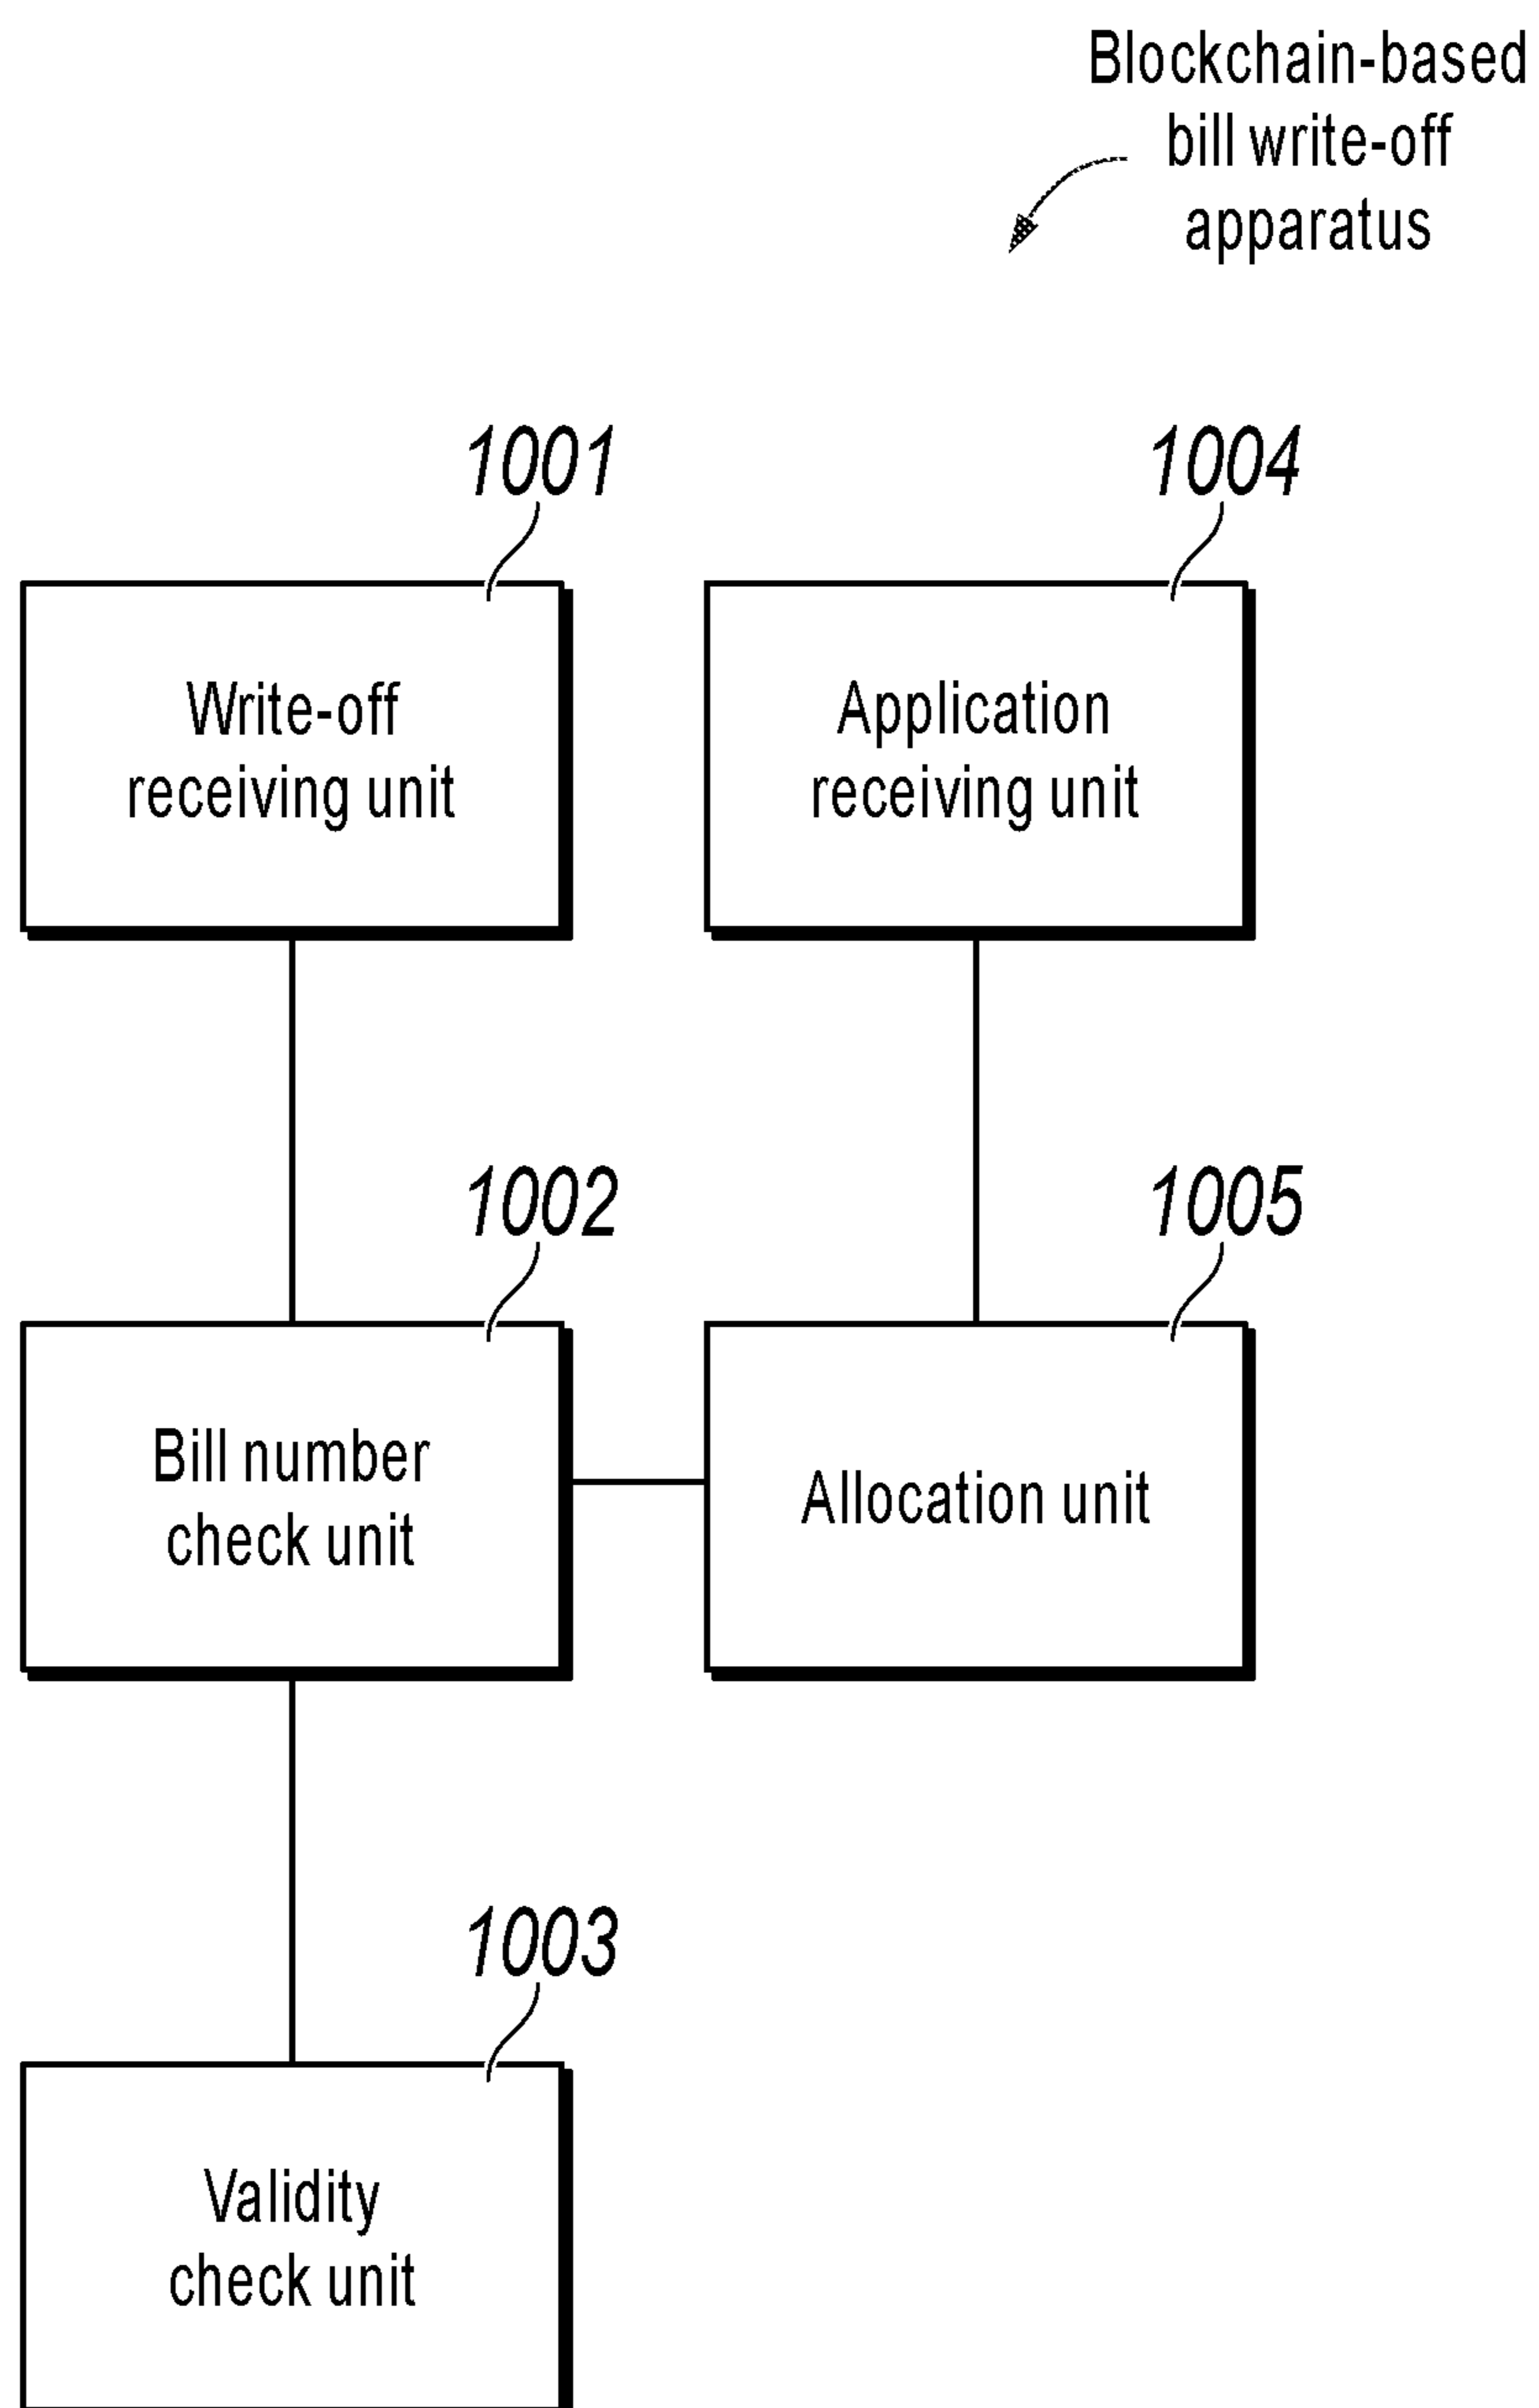 Blockchain-based
bill write-off
apparatus
1001
Write-off
receiving unit
1004
Application
receiving unit
1002
Bill number
check unit
1005
Allocation unit
1003
Validity
check unit